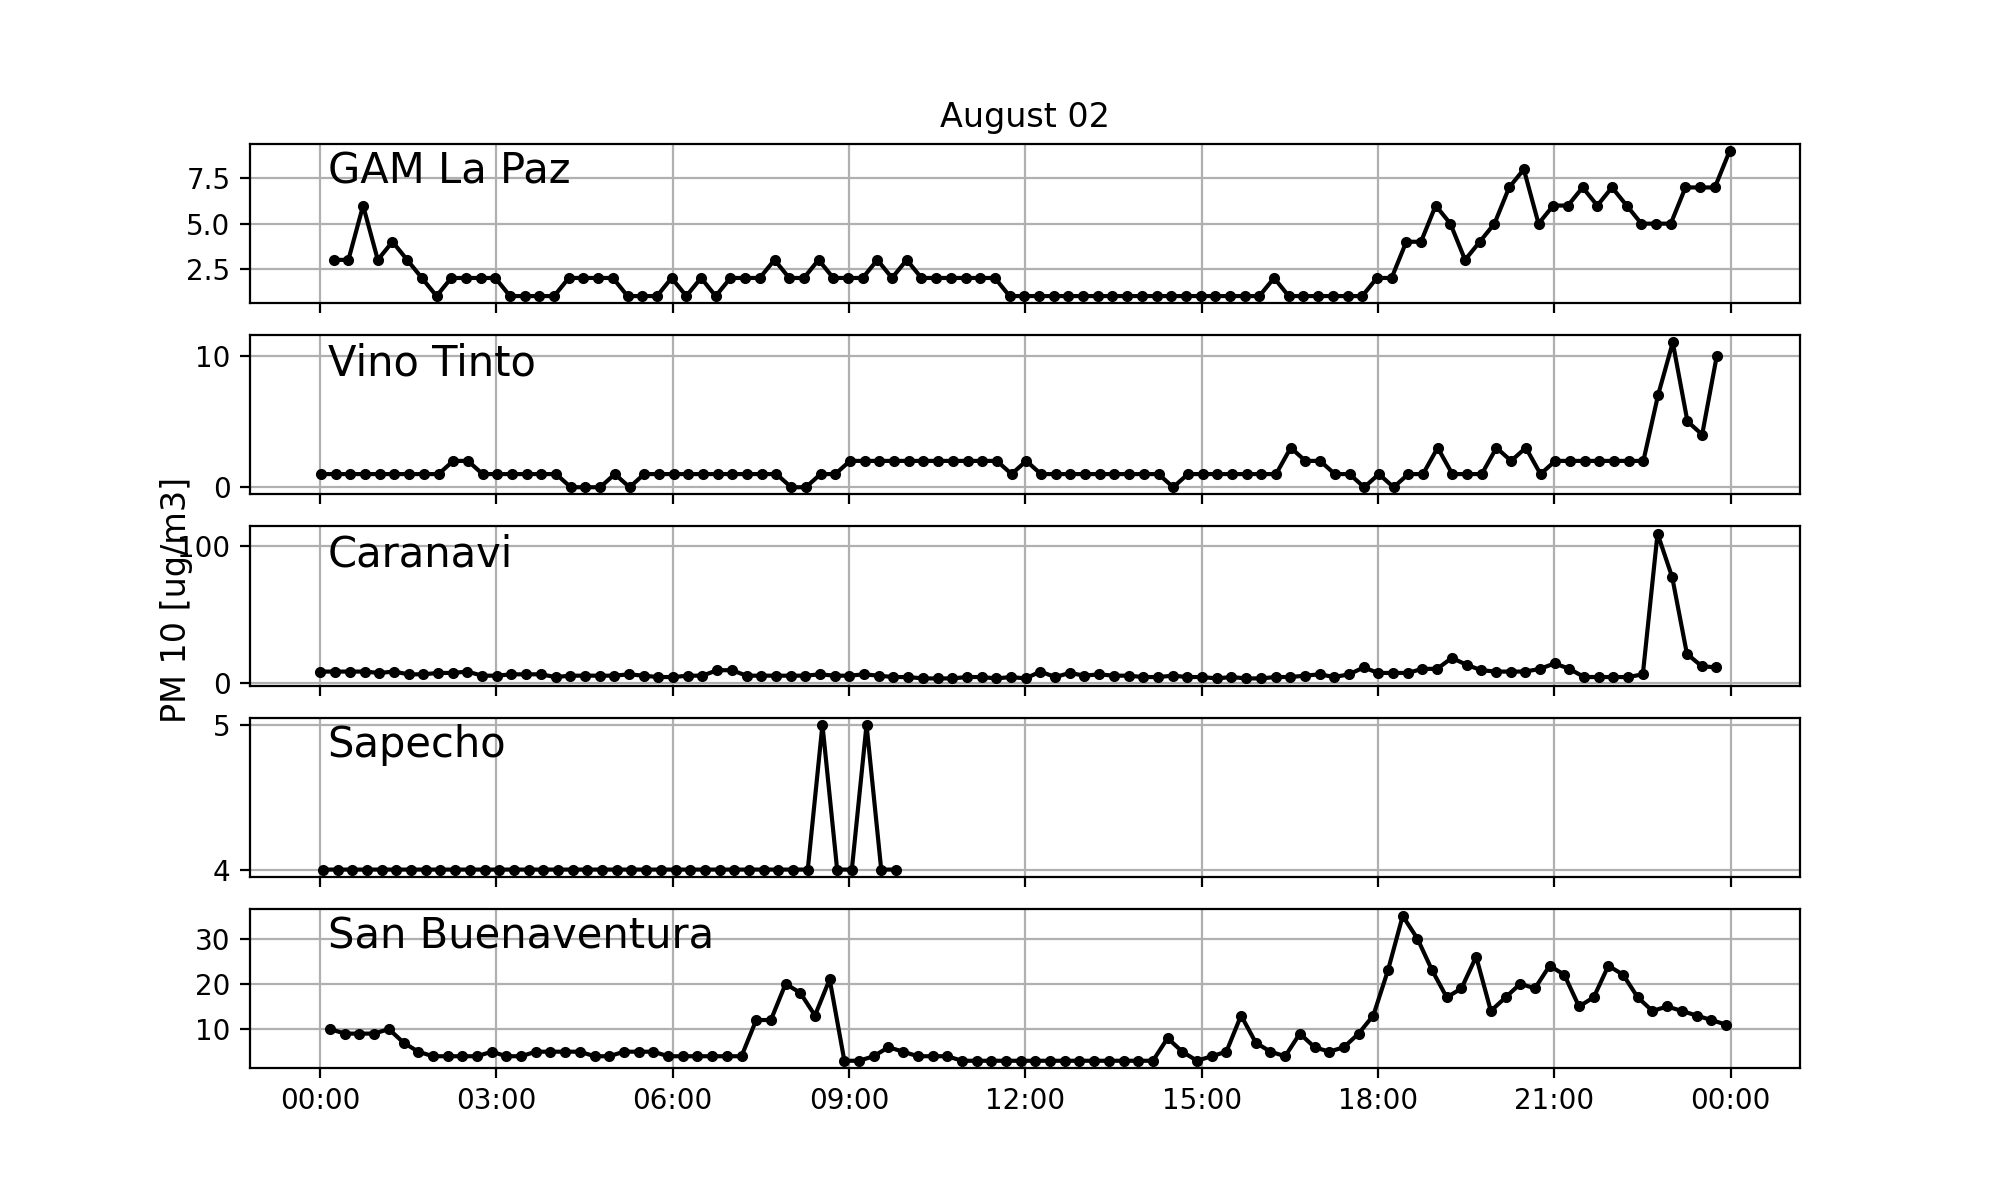 August 02
GAM La Paz
7.5
5.0
2.5
Vino Tinto
10
0
PM 10 [ug/m3]
Caranavi
100
0
Sapecho
5
4
San Buenaventura
30
20
10
00:00 03:00 06:00 09:00 12:00 15:00 18:00 21:00 00:00